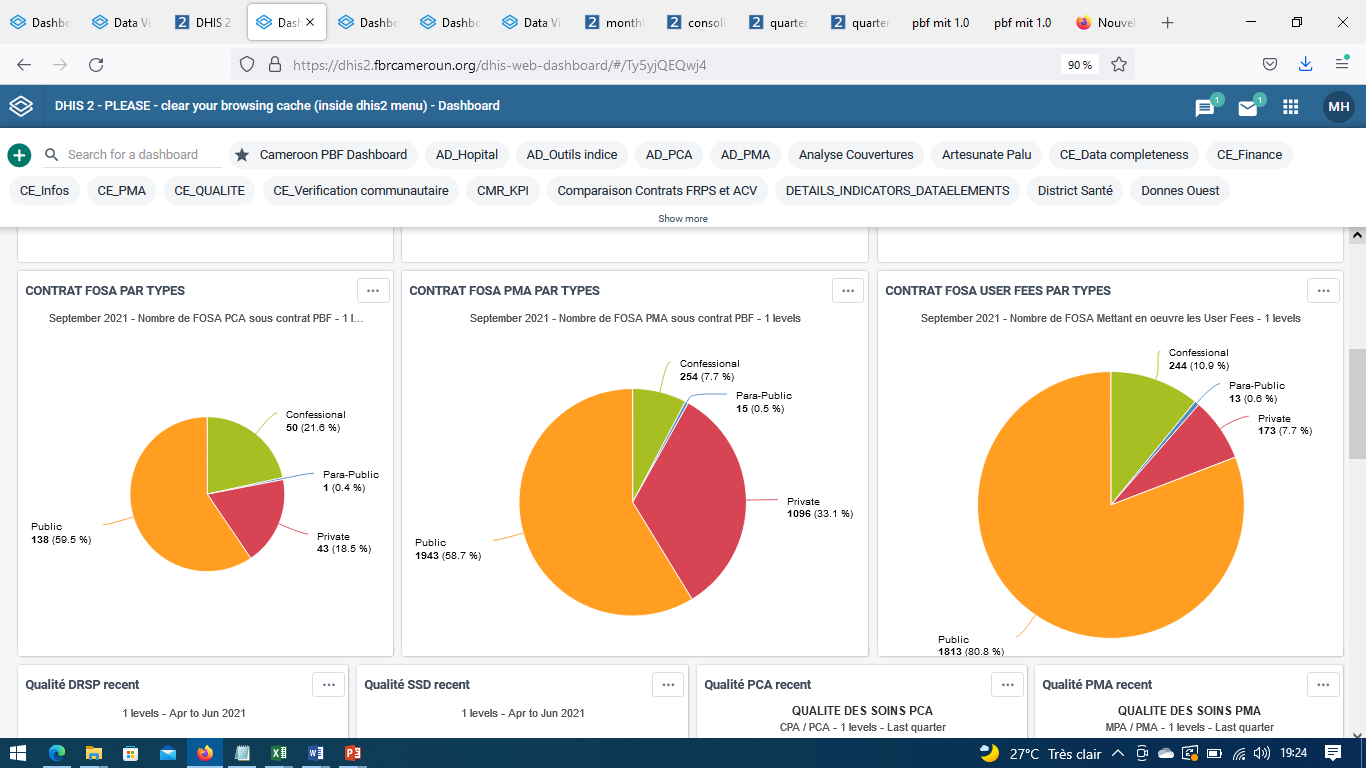 Dashbo
Data Vi
DHIS 2
Dash
Dashbo
Dashbo
Data Vi
month
consoli
quarter
quarter
pbf mit 1.0
pbf mit 1.0
Nouvel
https://dhis2.fbrcameroun.org/dhis-web-dashboard/#/Ty5yjQEQwj4
90 %
DHIS 2 - PLEASE - clear your browsing cache (inside dhis2 menu) - Dashboard
1
1
MH
Search for a dashboard
Cameroon PBF Dashboard
AD_Hopital
AD_Outils indice
AD_PCA
AD_PMA
Analyse Couvertures
Artesunate Palu
CE_Data completeness
CE_Finance
CE_Infos
CE_PMA
CE_QUALITE
CE_Verification communautaire
CMR_KPI
Comparaison Contrats FRPS et ACV
DETAILS_INDICATORS_DATAELEMENTS
District Santé
Donnes Ouest
Show more
CONTRAT FOSA PAR TYPES
September 2021 - Nombre de FOSA PCA sous contrat PBF - 1 l...
Confessional
50 (21.6 %)
Para-Public
1 (0.4 %)
Private
43 (18.5 %)
Public
138 (59.5 %)
CONTRAT FOSA PMA PAR TYPES
September 2021 - Nombre de FOSA PMA sous contrat PBF - 1 levels
Confessional
254 (7.7 %)
Para-Public
15 (0.5 %)
Private
1096 (33.1 %)
Public
1943 (58.7 %)
CONTRAT FOSA USER FEES PAR TYPES
September 2021 - Nombre de FOSA Mettant en oeuvre les User Fees - 1 levels
Confessional
244 (10.9 %)
Para-Public
13 (0.6 %)
Private
173 (7.7 %)
Public
1813 (80.8 %)
Qualité DRSP recent
1 levels - Apr to Jun 2021
Qualité SSD recent
1 levels - Apr to Jun 2021
Qualité PCA recent
QUALITE DES SOINS PCA
CPA / PCA - 1 levels - Last quarter
Qualité PMA recent
QUALITE DES SOINS PMA
MPA / PMA - 1 levels - Last quarter
27°C Très clair
19:24